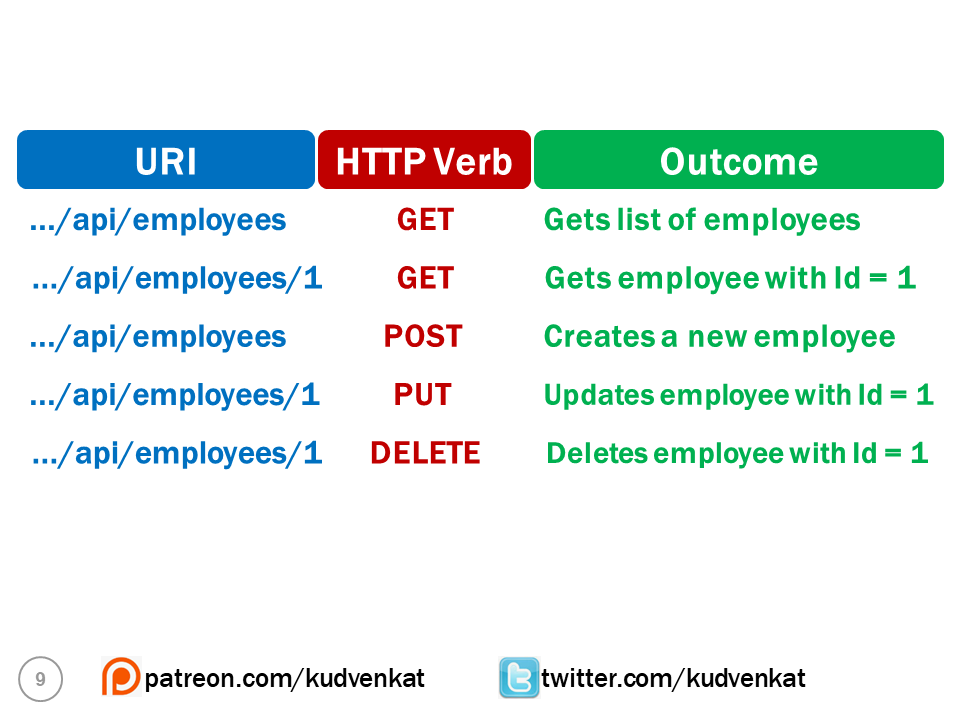 URI HTTP Verb Outcome
.../api/employees GET Gets list of employees
.../api/employees/1 GET Gets employee with Id = 1
.../api/employees POST Creates a new employee
.../api/employees/1 PUT Updates employee with Id = 1
.../api/employees/1 DELETE Deletes employee with Id = 1
9 patreon.com/kudvenkat twitter.com/kudvenkat